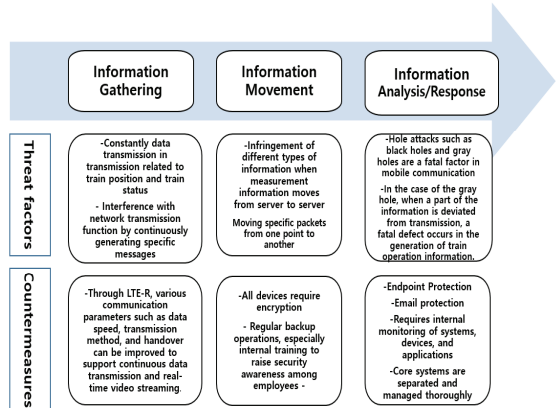 Information
Gathering
Information
Movement
Information
Analysis/Response
Threat factors
-Constantly data
transmission in
transmission related to
train position and train
status
- Interference with
network transmission
function by continuously
generating specific
messages
-Infringement of
different types of
information when
measurement
information moves
from server to server
Moving specific packets
from one point to
another
-Hole attacks such as
black holes and gray
holes are a fatal factor in
mobile communication
-In the case of the gray
hole, when a part of the
information is deviated
from transmission, a
fatal defect occurs in the
generation of train
operation information.
Countermeasures
-Through LTE-R, various
communication
parameters such as data
speed, transmission
method, and handover
can be improved to
support continuous data
transmission and real-
time video streaming.
-All devices require
encryption
- Regular backup
operations, especially
internal training to
raise security
awareness among
employees -
-Endpoint Protection
-Email protection
-Requires internal
monitoring of systems,
devices, and
applications
-Core systems are
separated and
managed thoroughly